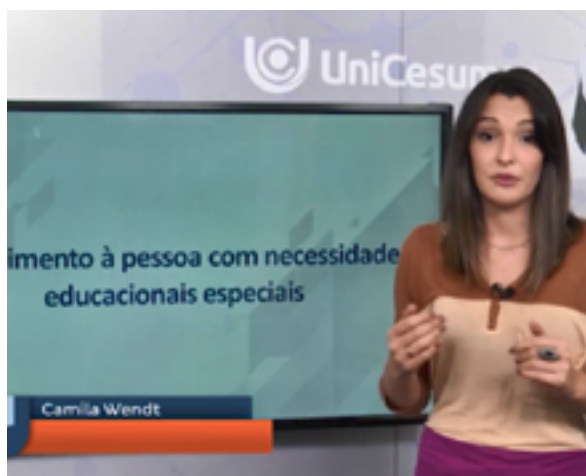 UniCesum
imento à pessoa com necessidade
educacionais especiais
Camila Wendt